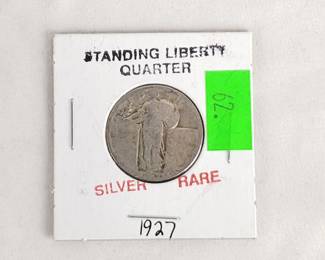 STANDING LIBERTY
QUARTER
62.
SILVER RARE
1927